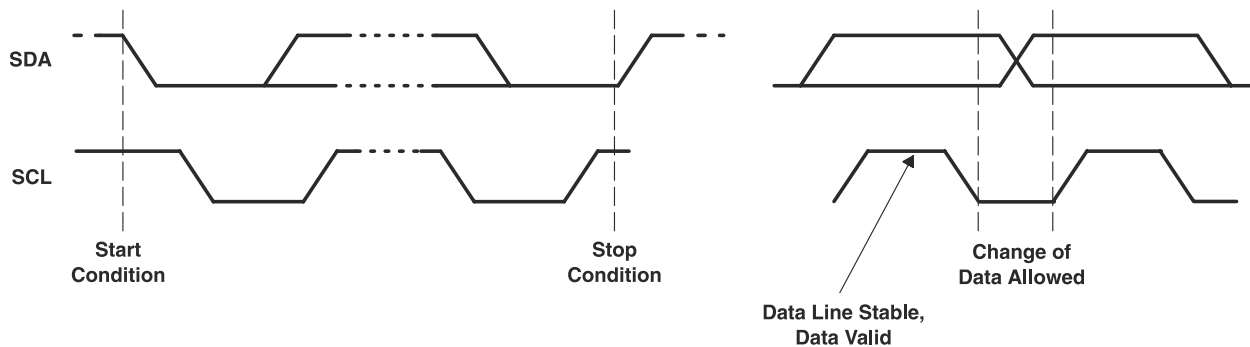 SDA
SCL
Start
Condition
Stop
Condition
Data Line Stable,
Data Valid
Change of
Data Allowed